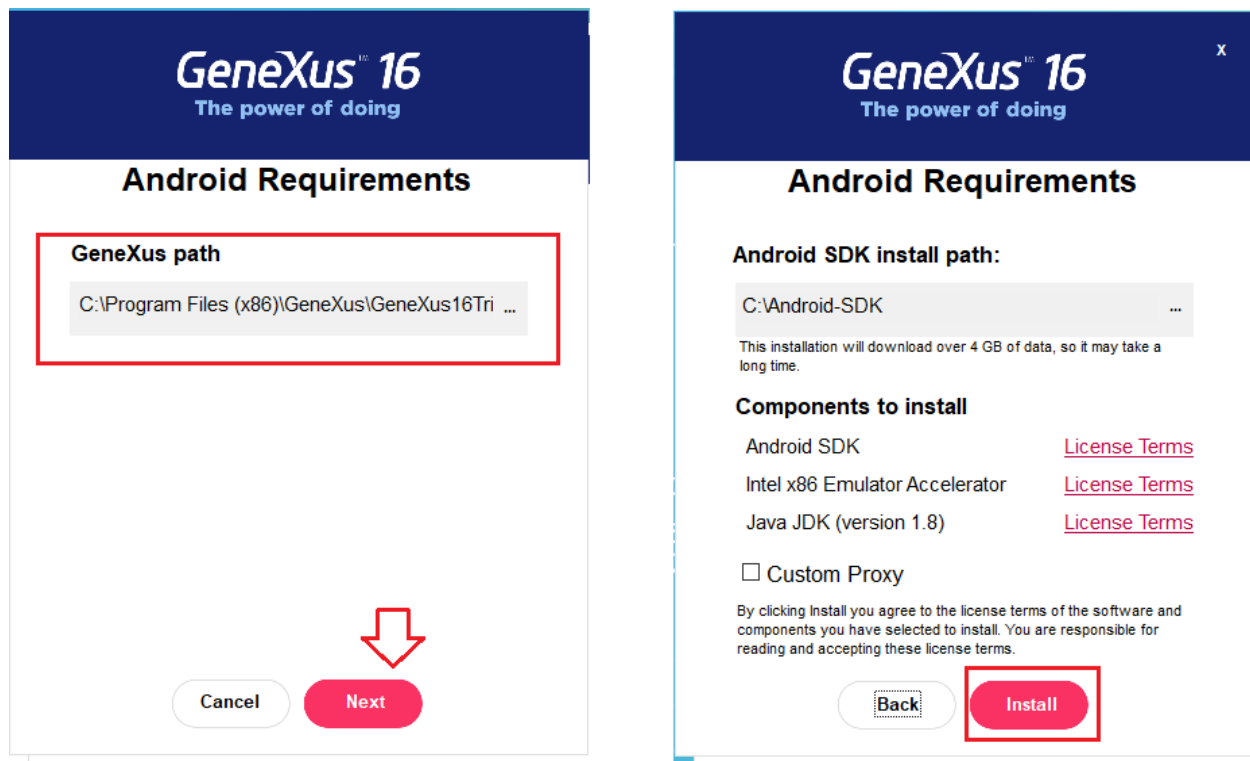 GeneXus™ 16
The power of doing
Android Requirements
GeneXus path
C:\Program Files (x86)\GeneXus\GeneXus16Tri ...
Cancel
Next
x
GeneXus™ 16
The power of doing
Android Requirements
Android SDK install path:
C:\Android-SDK ...
This installation will download over 4 GB of data, so it may take a
long time.
Components to install
Android SDK License Terms
Intel x86 Emulator Accelerator License Terms
Java JDK (version 1.8) License Terms
Custom Proxy
By clicking Install you agree to the license terms of the software and
components you have selected to install. You are responsible for
reading and accepting these license terms.
Back
Install